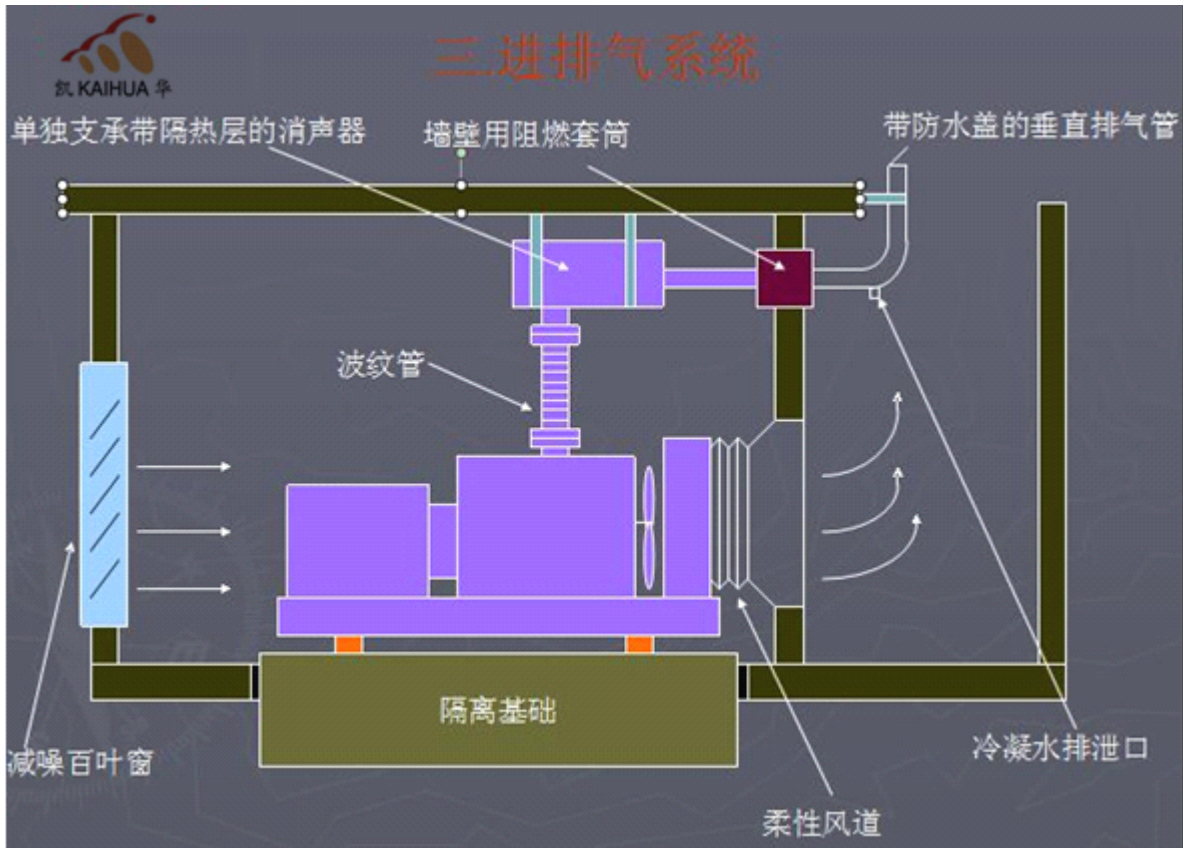 凯 KAIHUA 华
三.进排气系统
单独支承带隔热层的消声器
墙壁用阻燃套筒
带防水盖的垂直排气管
波纹管
隔离基础
减噪百叶窗
冷凝水排泄口
柔性风道